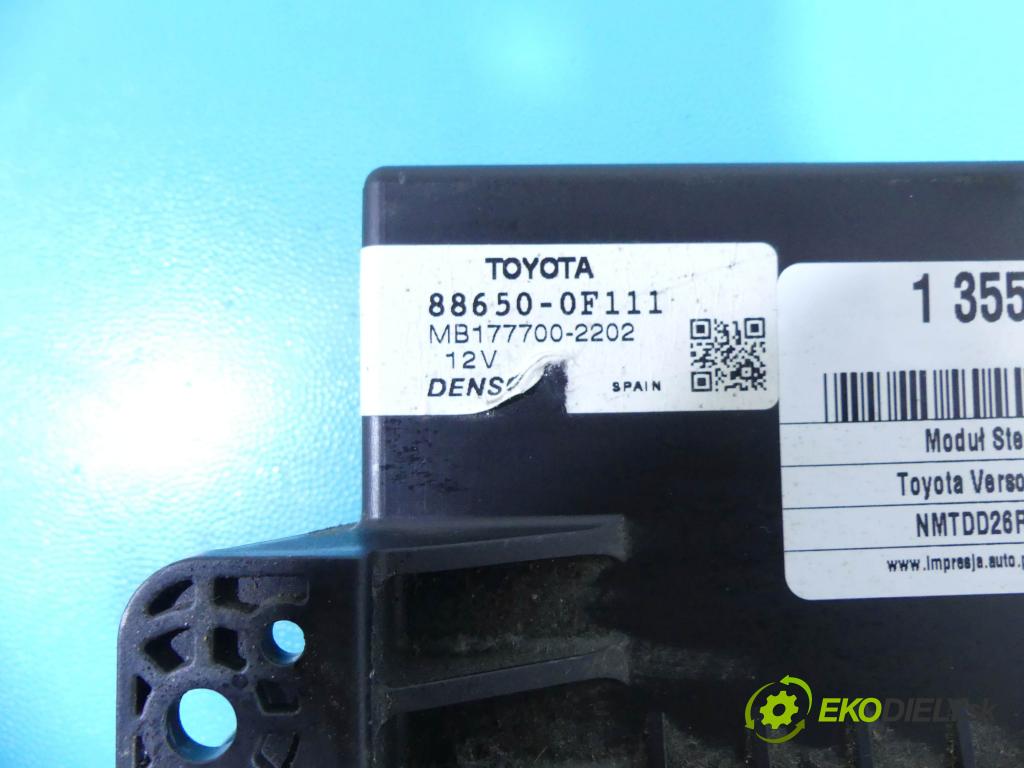 TOYOTA
88650-0F111
MB177700-2202
12V
DENS
SPAIN
1 355
Moduł Ste
Toyota Verso
NMTDD26R
www.impresja.auto.p
EKODIELY.sk